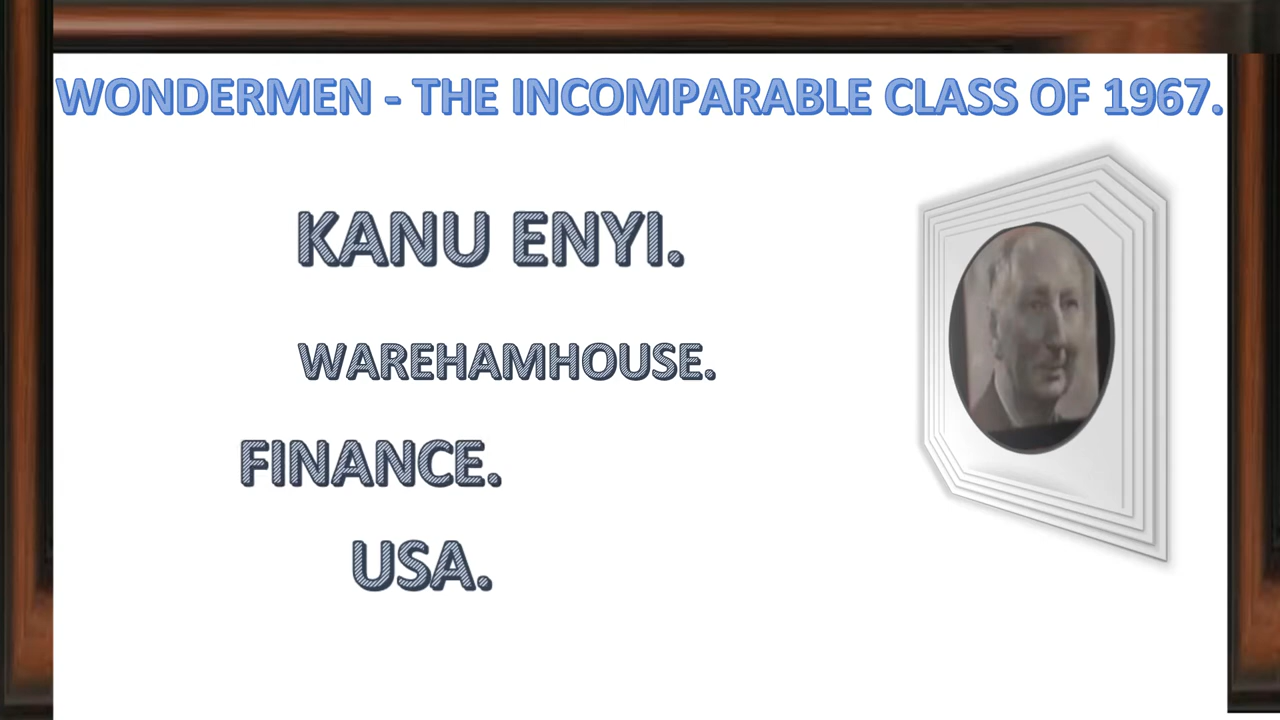 WONDERMEN - THE INCOMPARABLE CLASS OF 1967.
KANU ENYI.
WAREHAMHOUSE.
FINANCE.
USA.